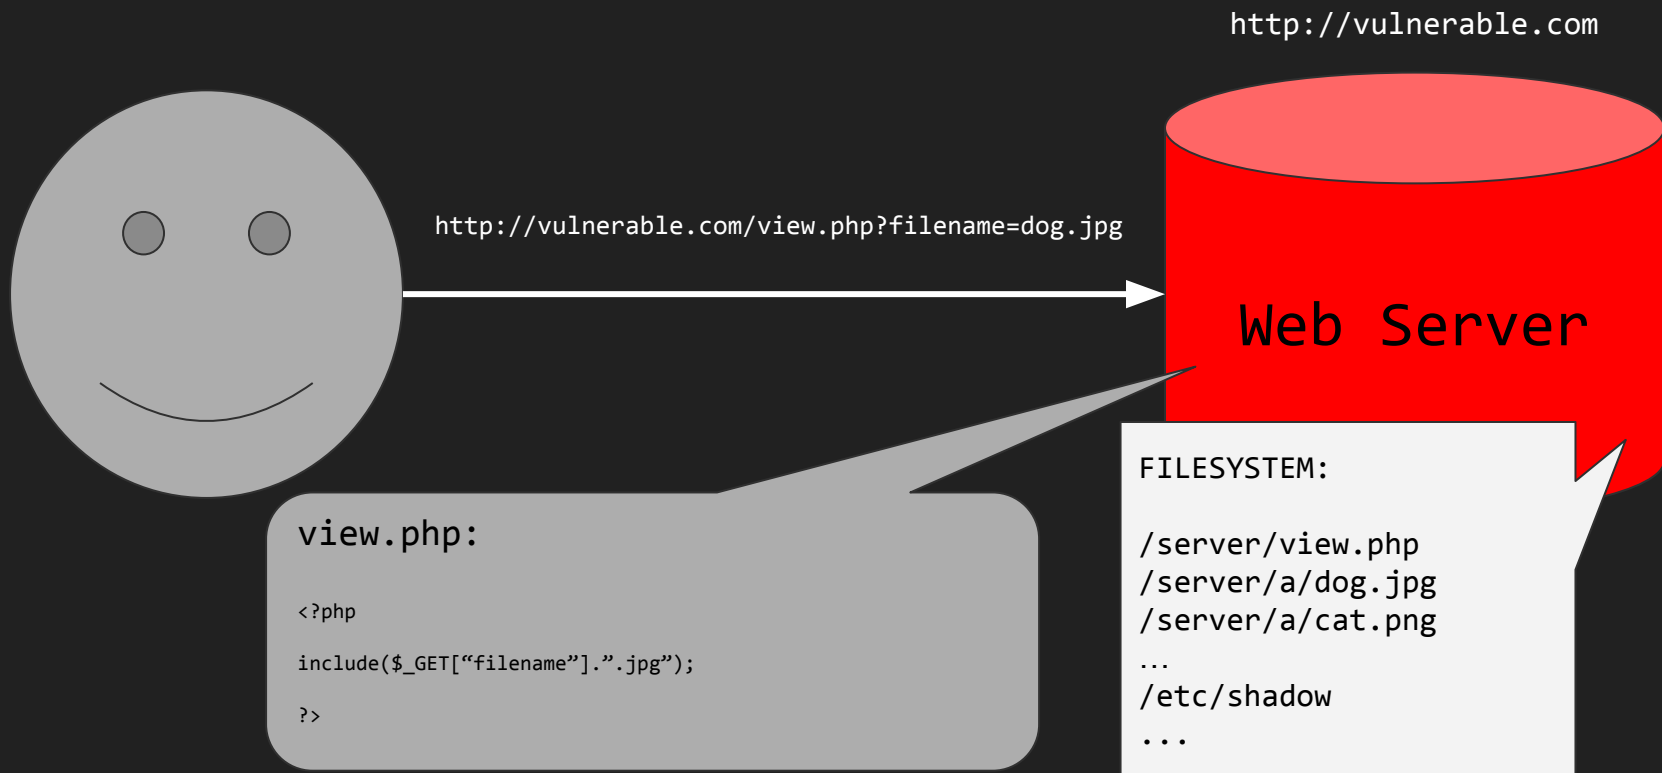 http://vulnerable.com
http://vulnerable.com/view.php?filename=dog.jpg
Web Server
view.php:
<?php
include($_GET[“filename”].”.jpg”);
?>
FILESYSTEM:
/server/view.php
/server/a/dog.jpg
/server/a/cat.png
…
/etc/shadow
...